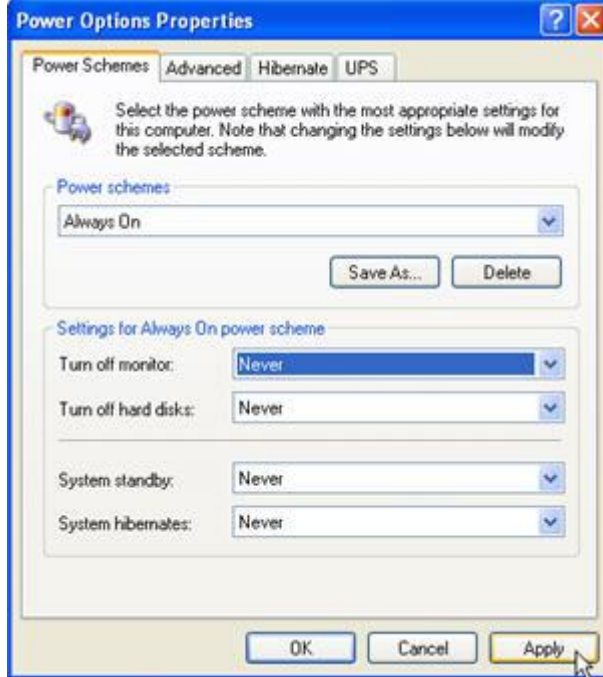 Power Options Properties
Power Schemes Advanced Hibernate UPS
Select the power scheme with the most appropriate settings for
this computer. Note that changing the settings below will modify
the selected scheme.
Power schemes
Always On
Save As... Delete
Settings for Always On power scheme
Turn off monitor: Never
Turn off hard disks: Never
System standby: Never
System hibernates: Never
OK Cancel Apply